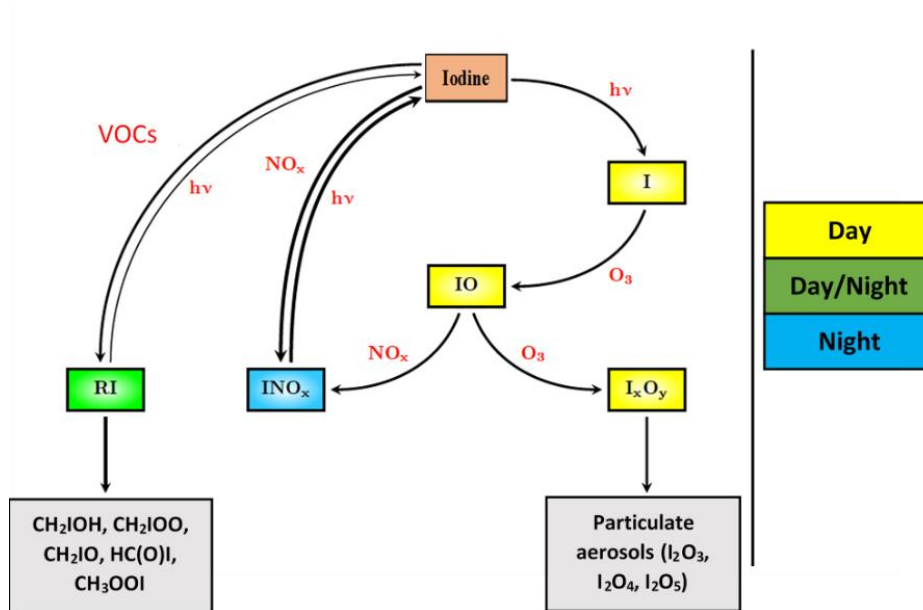 Iodine
hν
VOCs
NOₓ
hν
hν
I
O₃
IO
NOₓ
O₃
RI
INOₓ
IₓOᵧ
CH₂IOH, CH₂IOO,
CH₂IO, HC(O)I,
CH₃OOI
Particulate
aerosols (I₂O₃,
I₂O₄, I₂O₅)
Day
Day/Night
Night